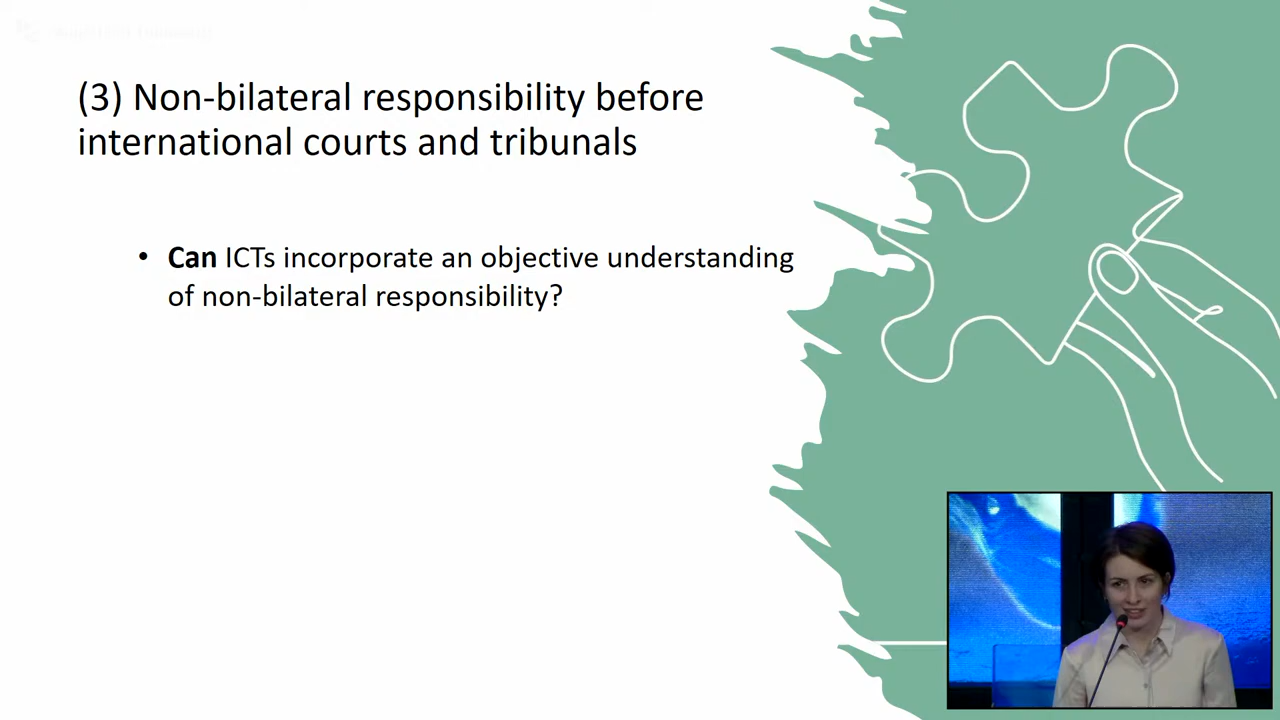 (3) Non-bilateral responsibility before
international courts and tribunals
• Can ICTs incorporate an objective understanding
of non-bilateral responsibility?